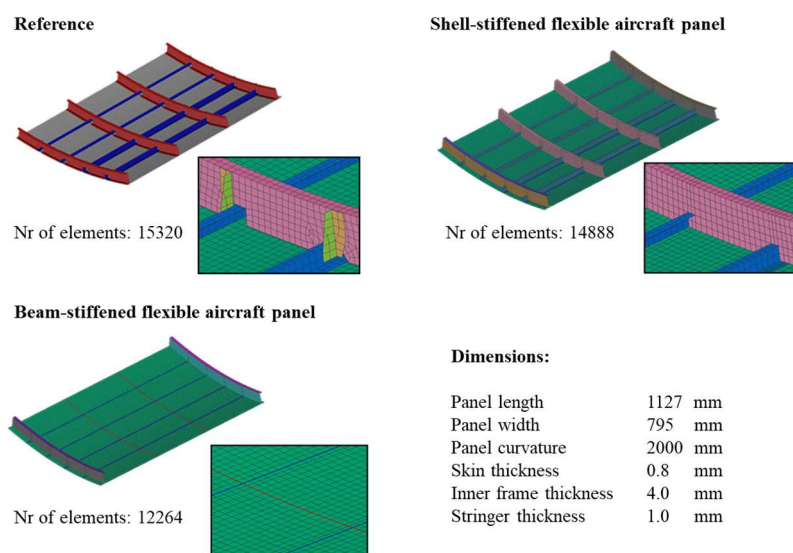 Reference
Shell-stiffened flexible aircraft panel
Nr of elements: 15320
Nr of elements: 14888
Beam-stiffened flexible aircraft panel
Nr of elements: 12264
Dimensions:
Panel length 1127 mm
Panel width 795 mm
Panel curvature 2000 mm
Skin thickness 0.8 mm
Inner frame thickness 4.0 mm
Stringer thickness 1.0 mm